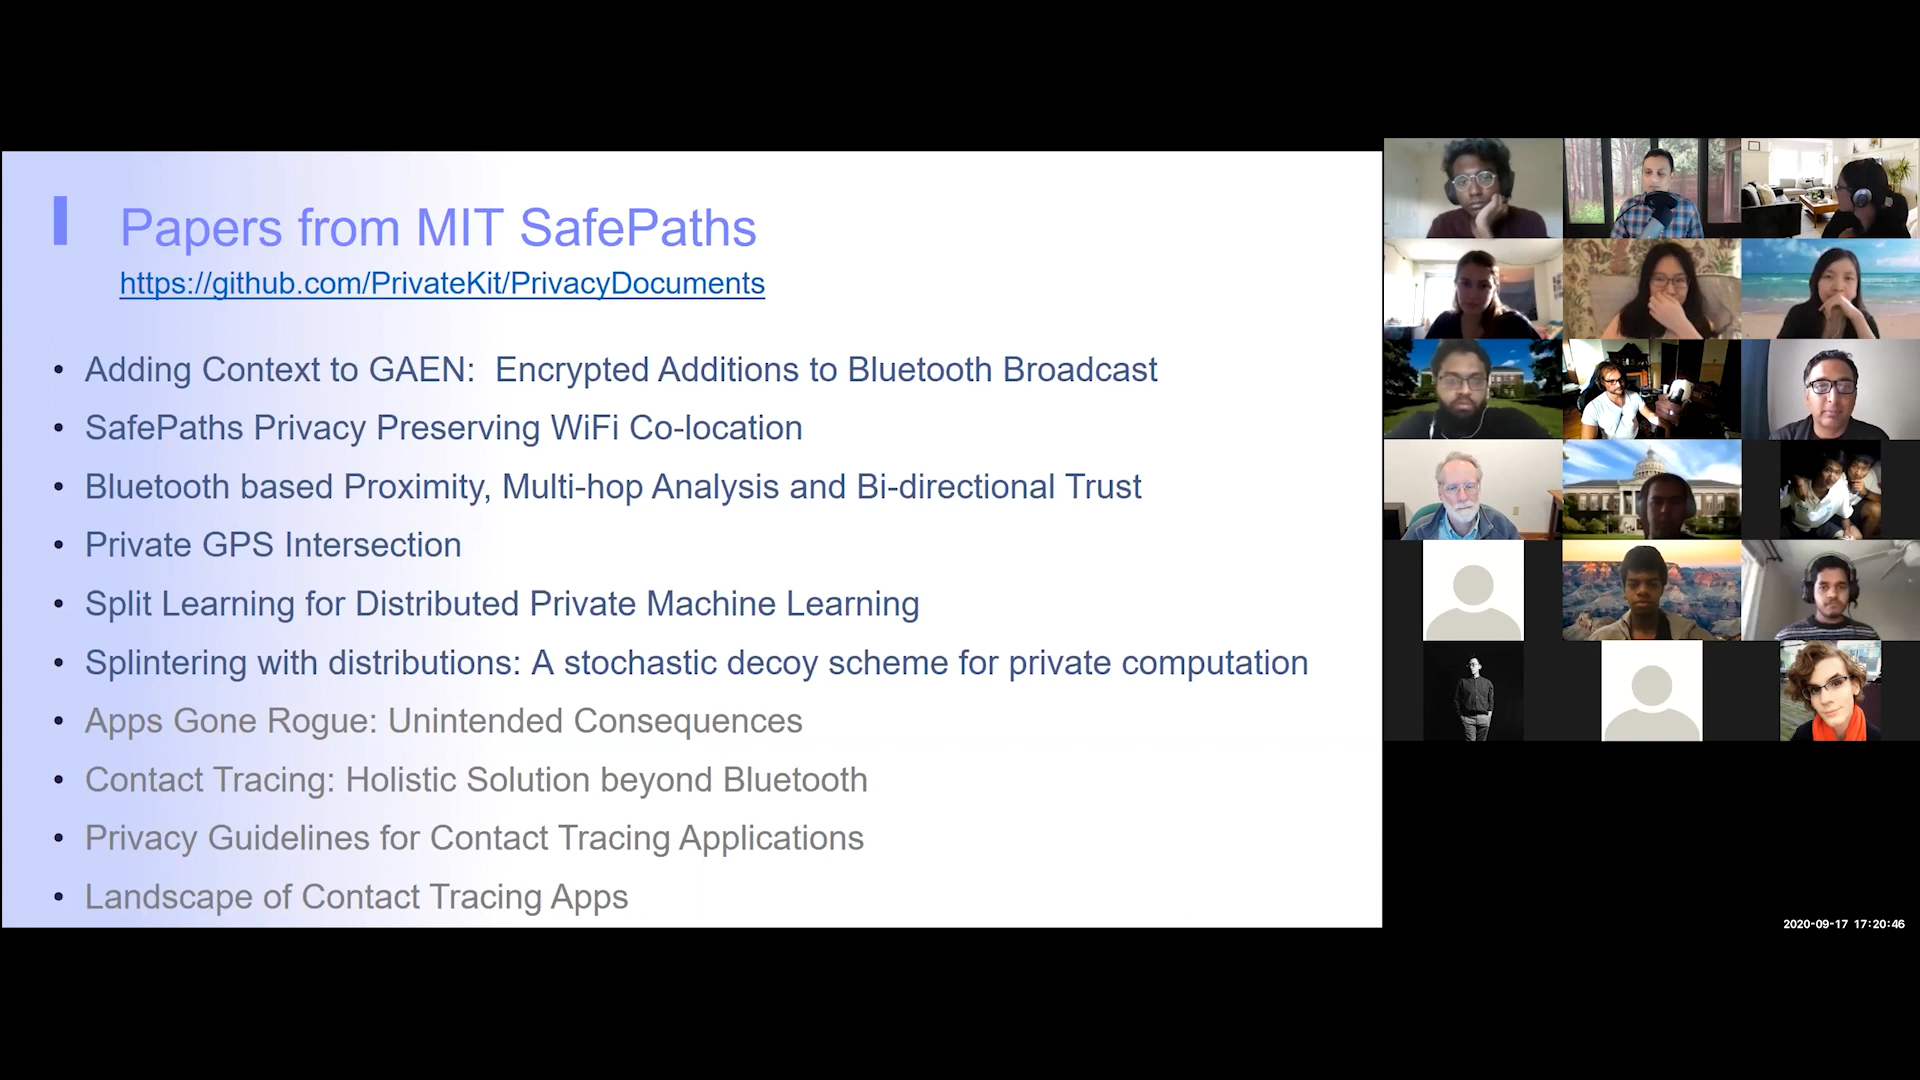 Papers from MIT SafePaths
https://github.com/PrivateKit/PrivacyDocuments
• Adding Context to GAEN: Encrypted Additions to Bluetooth Broadcast
• SafePaths Privacy Preserving WiFi Co-location
• Bluetooth based Proximity, Multi-hop Analysis and Bi-directional Trust
• Private GPS Intersection
• Split Learning for Distributed Private Machine Learning
• Splintering with distributions: A stochastic decoy scheme for private computation
• Apps Gone Rogue: Unintended Consequences
• Contact Tracing: Holistic Solution beyond Bluetooth
• Privacy Guidelines for Contact Tracing Applications
• Landscape of Contact Tracing Apps
2020-09-17 17:20:46